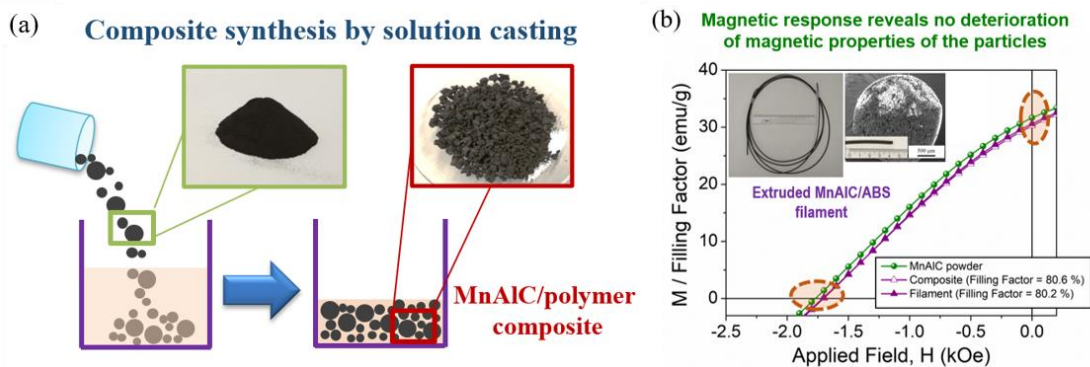 (a)
Composite synthesis by solution casting
MnAlC/polymer
composite
(b)
Magnetic response reveals no deterioration
of magnetic properties of the particles
M / Filling Factor (emu/g)
40
30
20
10
0
Extruded MnAlC/ABS
filament
MnAlC powder
Composite (Filling Factor = 80.6 %)
Filament (Filling Factor = 80.2 %)
-2.5
-2.0
-1.5
-1.0
-0.5
0.0
Applied Field, H (kOe)